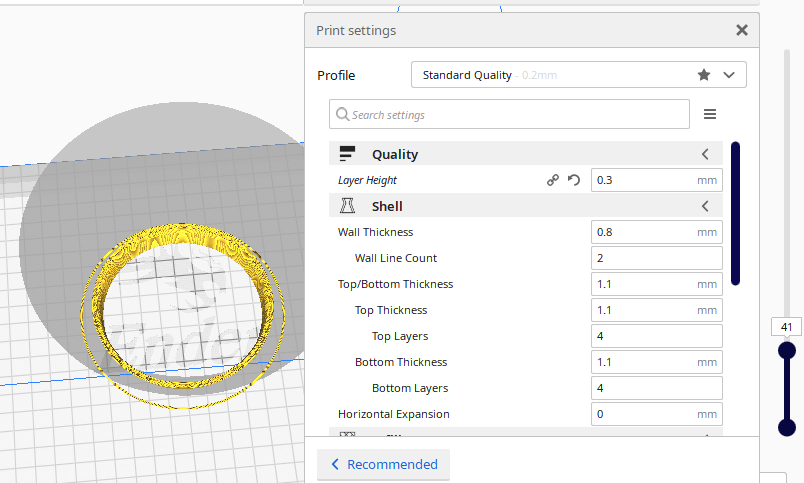 Print settings
Profile
Standard Quality - 0.2mm
Search settings
Quality
Layer Height 0.3 mm
Shell
Wall Thickness 0.8 mm
Wall Line Count 2
Top/Bottom Thickness 1.1 mm
Top Thickness 1.1 mm
Top Layers 4
Bottom Thickness 1.1 mm
Bottom Layers 4
Horizontal Expansion 0 mm
41
Recommended